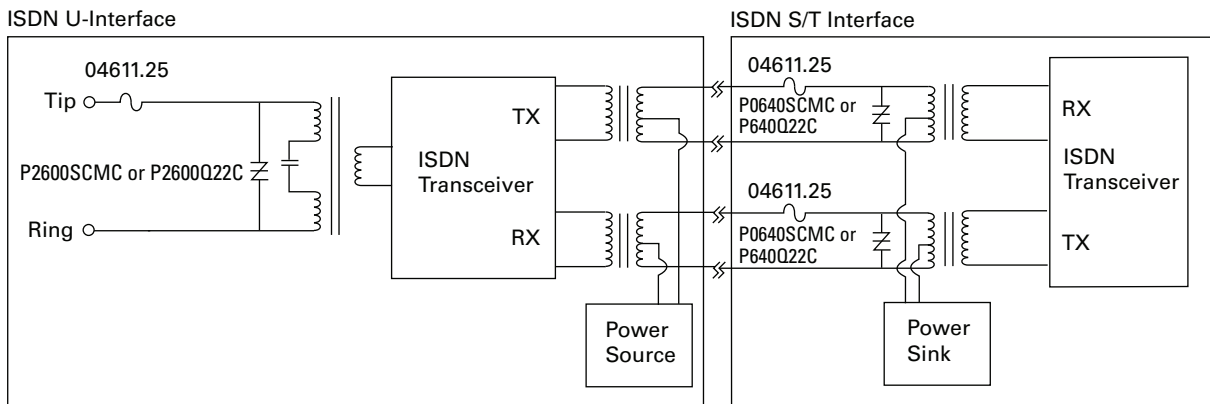 ISDN U-Interface
ISDN S/T Interface
04611.25
Tip
P2600SCMC or P2600Q22C
Ring
TX
ISDN
Transceiver
RX
Power
Source
04611.25
P0640SCMC or
P640Q22C
04611.25
P0640SCMC or
P640Q22C
RX
ISDN
Transceiver
TX
Power
Sink